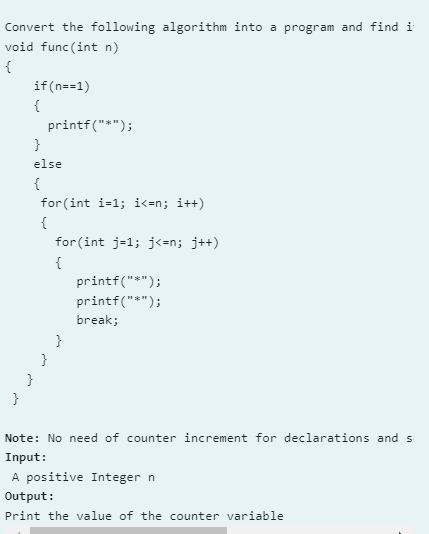 Convert the following algorithm into a program and find
void func(int n)
{
if(n==1)
{
printf("*");
}
else
{
for(int i=1; i<=n; i++)
{
for(int j=1; j<=n; j++)
{
printf("*");
printf("*");
break;
}
}
}
}
Note: No need of counter increment for declarations and
Input:
A positive Integer n
Output:
Print the value of the counter variable